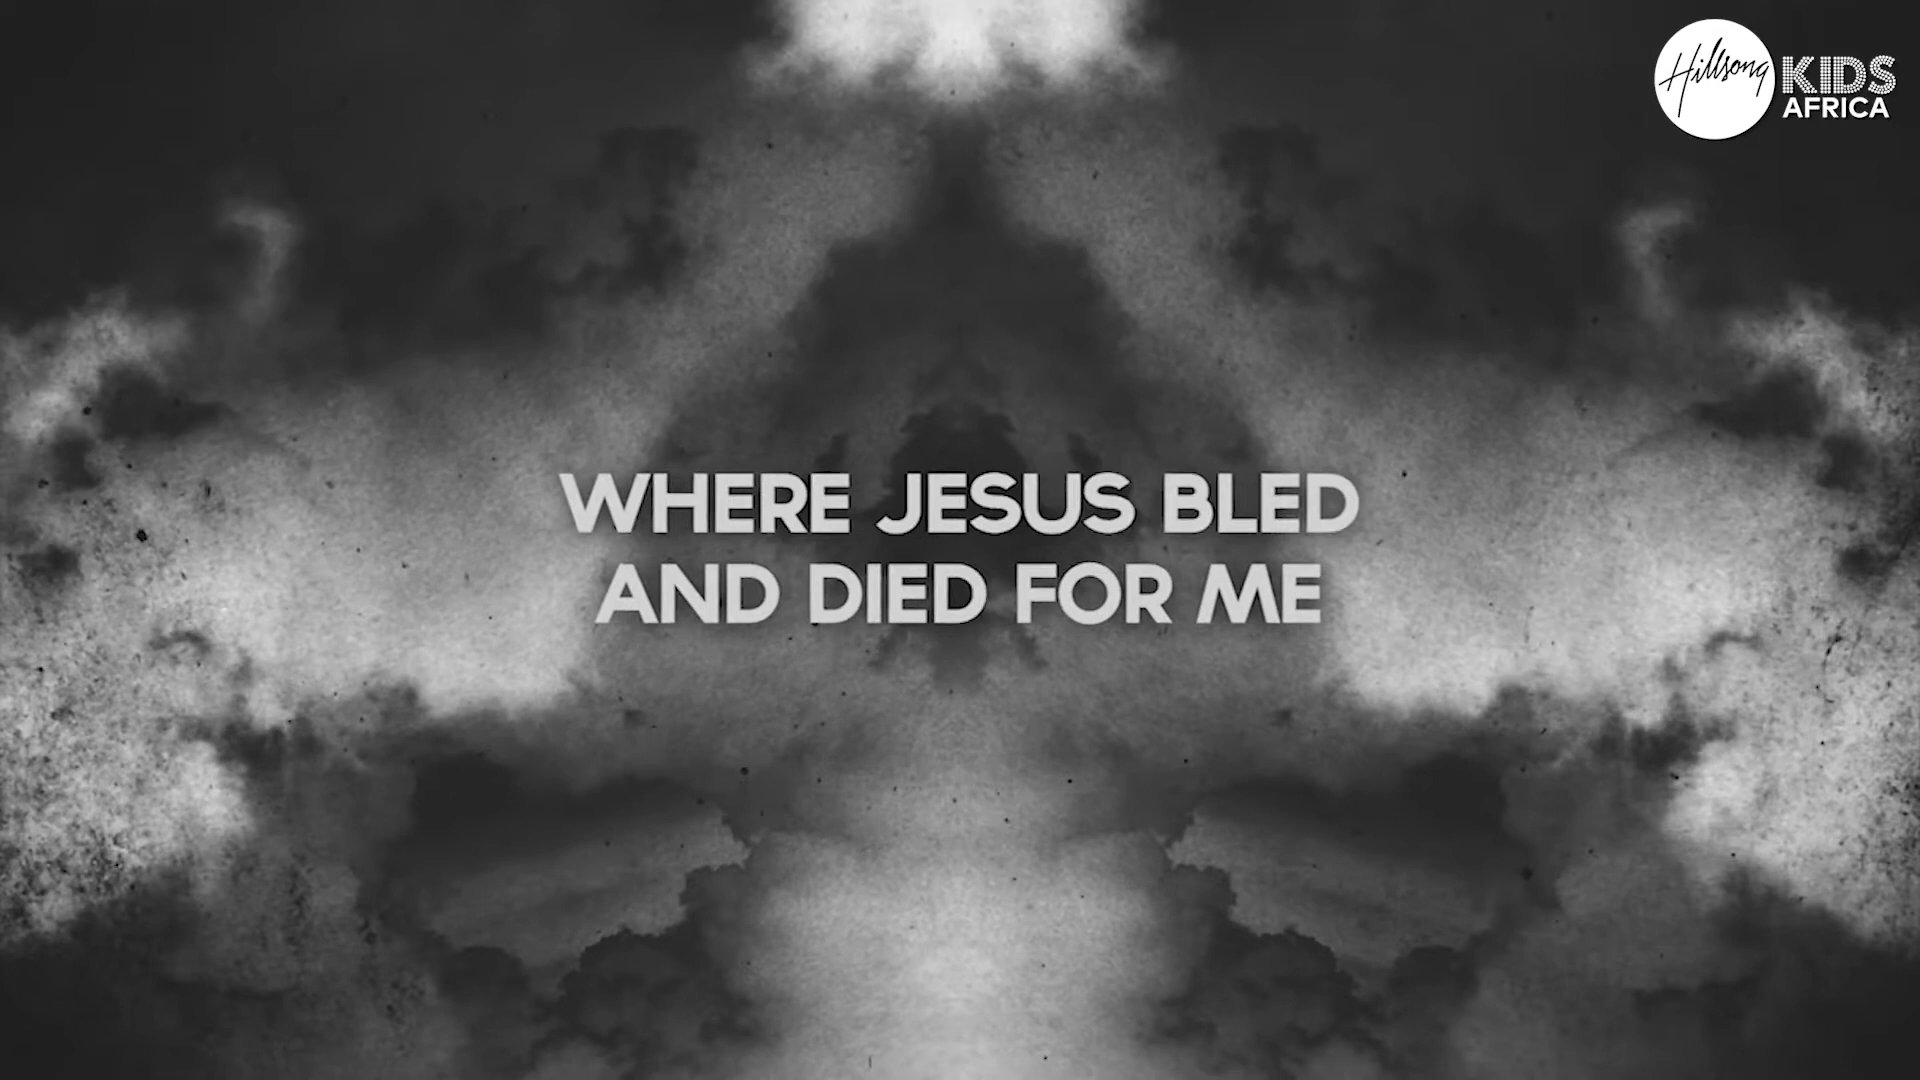 Hillsong
KIDS
AFRICA
WHERE JESUS BLED
AND DIED FOR ME